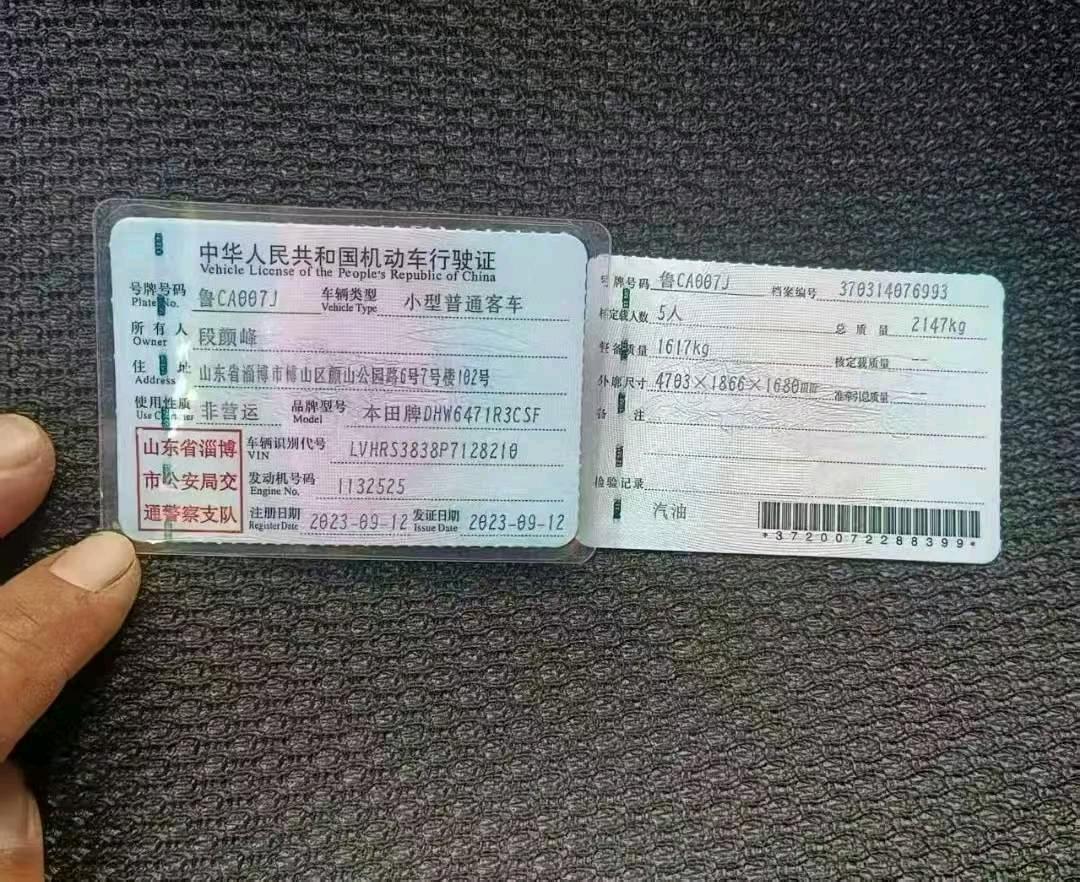 中华人民共和国机动车行驶证
Vehicle License of the People's Republic of China
号牌号码 Plate No. 鲁CA007J 车辆类型 Vehicle Type 小型普通客车
所有人 Owner 段颜峰
住址 Address 山东省淄博市博山区颜山公园路6号7号楼102号
使用性质 Use Character 非营运 品牌型号 Model 本田牌DHW6471R3CSF
山东省淄博市公安局交通警察支队
车辆识别代号 VIN LVHRS3838P7128210
发动机号码 Engine No. 1132525
注册日期 Register Date 2023-09-12 发证日期 Issue Date 2023-09-12
号牌号码 鲁CA007J 档案编号 370314076993
核定载人数 5人 总质量 2147kg
整备质量 1617kg 核定载质量 --
外廓尺寸 4703×1866×1680mm 准牵引总质量 --
备注
检验记录
汽油
*3720072288399*